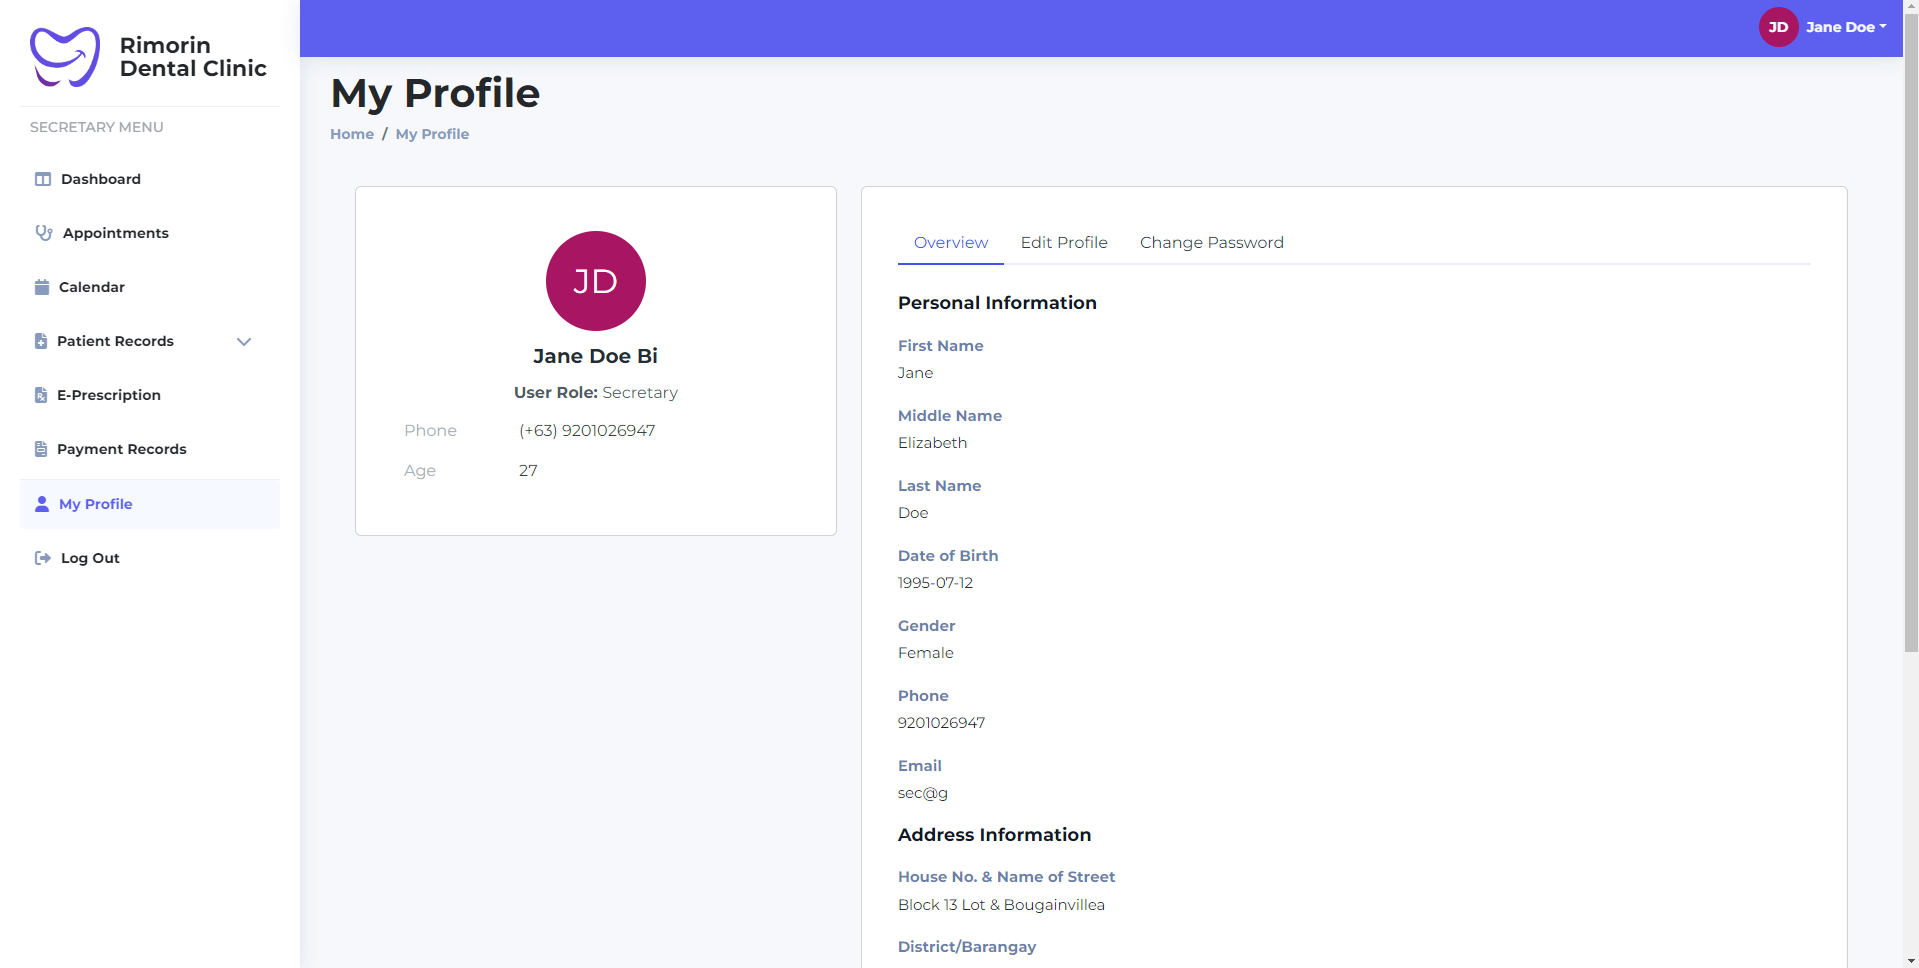 Rimorin
Dental Clinic
SECRETARY MENU
Dashboard
Appointments
Calendar
Patient Records
E-Prescription
Payment Records
My Profile
Log Out
JD Jane Doe
My Profile
Home / My Profile
JD
Jane Doe Bi
User Role: Secretary
Phone (+63) 9201026947
Age 27
Overview Edit Profile Change Password
Personal Information
First Name
Jane
Middle Name
Elizabeth
Last Name
Doe
Date of Birth
1995-07-12
Gender
Female
Phone
9201026947
Email
sec@g
Address Information
House No. & Name of Street
Block 13 Lot & Bougainvillea
District/Barangay